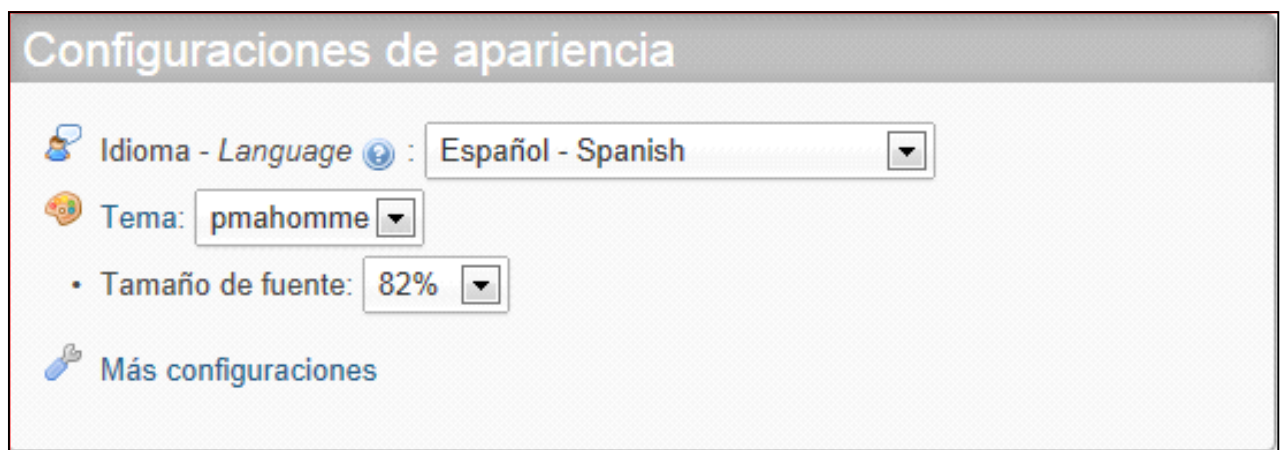 Configuraciones de apariencia
Idioma - Language : Español - Spanish
Tema: pmahomme
• Tamaño de fuente: 82%
Más configuraciones